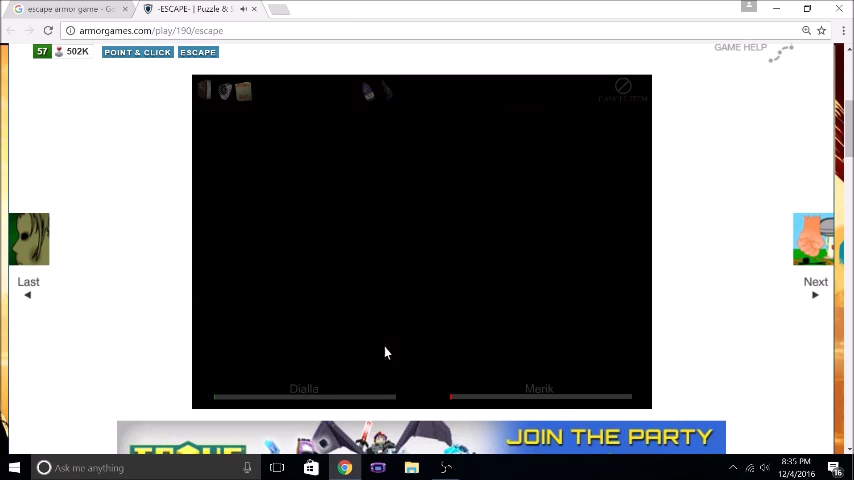 escape armor game - Go
-ESCAPE- | Puzzle & S
armorgames.com/play/190/escape
57 502K POINT & CLICK ESCAPE
GAME HELP
CANCEL ITEM
Last
Next
Dialla
Merik
JOIN THE PARTY
Ask me anything
8:35 PM
12/4/2016
16